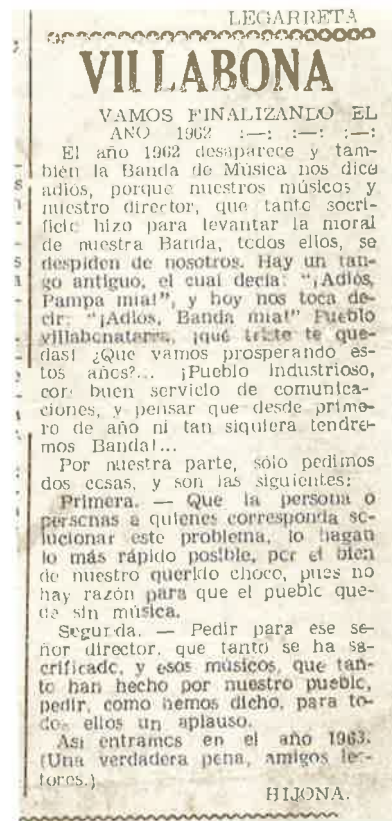 LEGARRETA
VILLABONA
VAMOS FINALIZANDO EL
AÑO 1962 :—: :—: :—:
El año 1962 desaparece y tam-
bién la Banda de Música nos dice
adiós, porque nuestros músicos y
nuestro director, que tanto socri-
ficio hizo para levantar la moral
de nuestra Banda, todos ellos, se
despiden de nosotros. Hay un tan-
go antiguo, el cual decía: "¡Adiós,
Pampa mía!", y hoy nos toca de-
cir: "¡Adiós, Banda mía!" Pueblo
villabonatarra, ¡qué triste te que-
das! ¿Que vamos prosperando es-
tos años?... ¡Pueblo industrioso,
con buen servicio de comunica-
ciones, y pensar que desde prime-
ro de año ni tan siquiera tendre-
mos Banda!...
Por nuestra parte, sólo pedimos
dos cosas, y son las siguientes:
Primera. — Que la persona o
personas a quienes corresponda so-
lucionar este problema, lo hagan
lo más rápido posible, por el bien
de nuestro querido choco, pues no
hay razón para que el pueblo que-
de sin música.
Segunda. — Pedir para ese se-
ñor director, que tanto se ha sa-
crificado, y esos músicos, que tan-
to han hecho por nuestro pueblo,
pedir, como hemos dicho, para to-
dos ellos un aplauso.
Así entramos en el año 1963.
(Una verdadera pena, amigos lec-
tores.)
HIJONA.